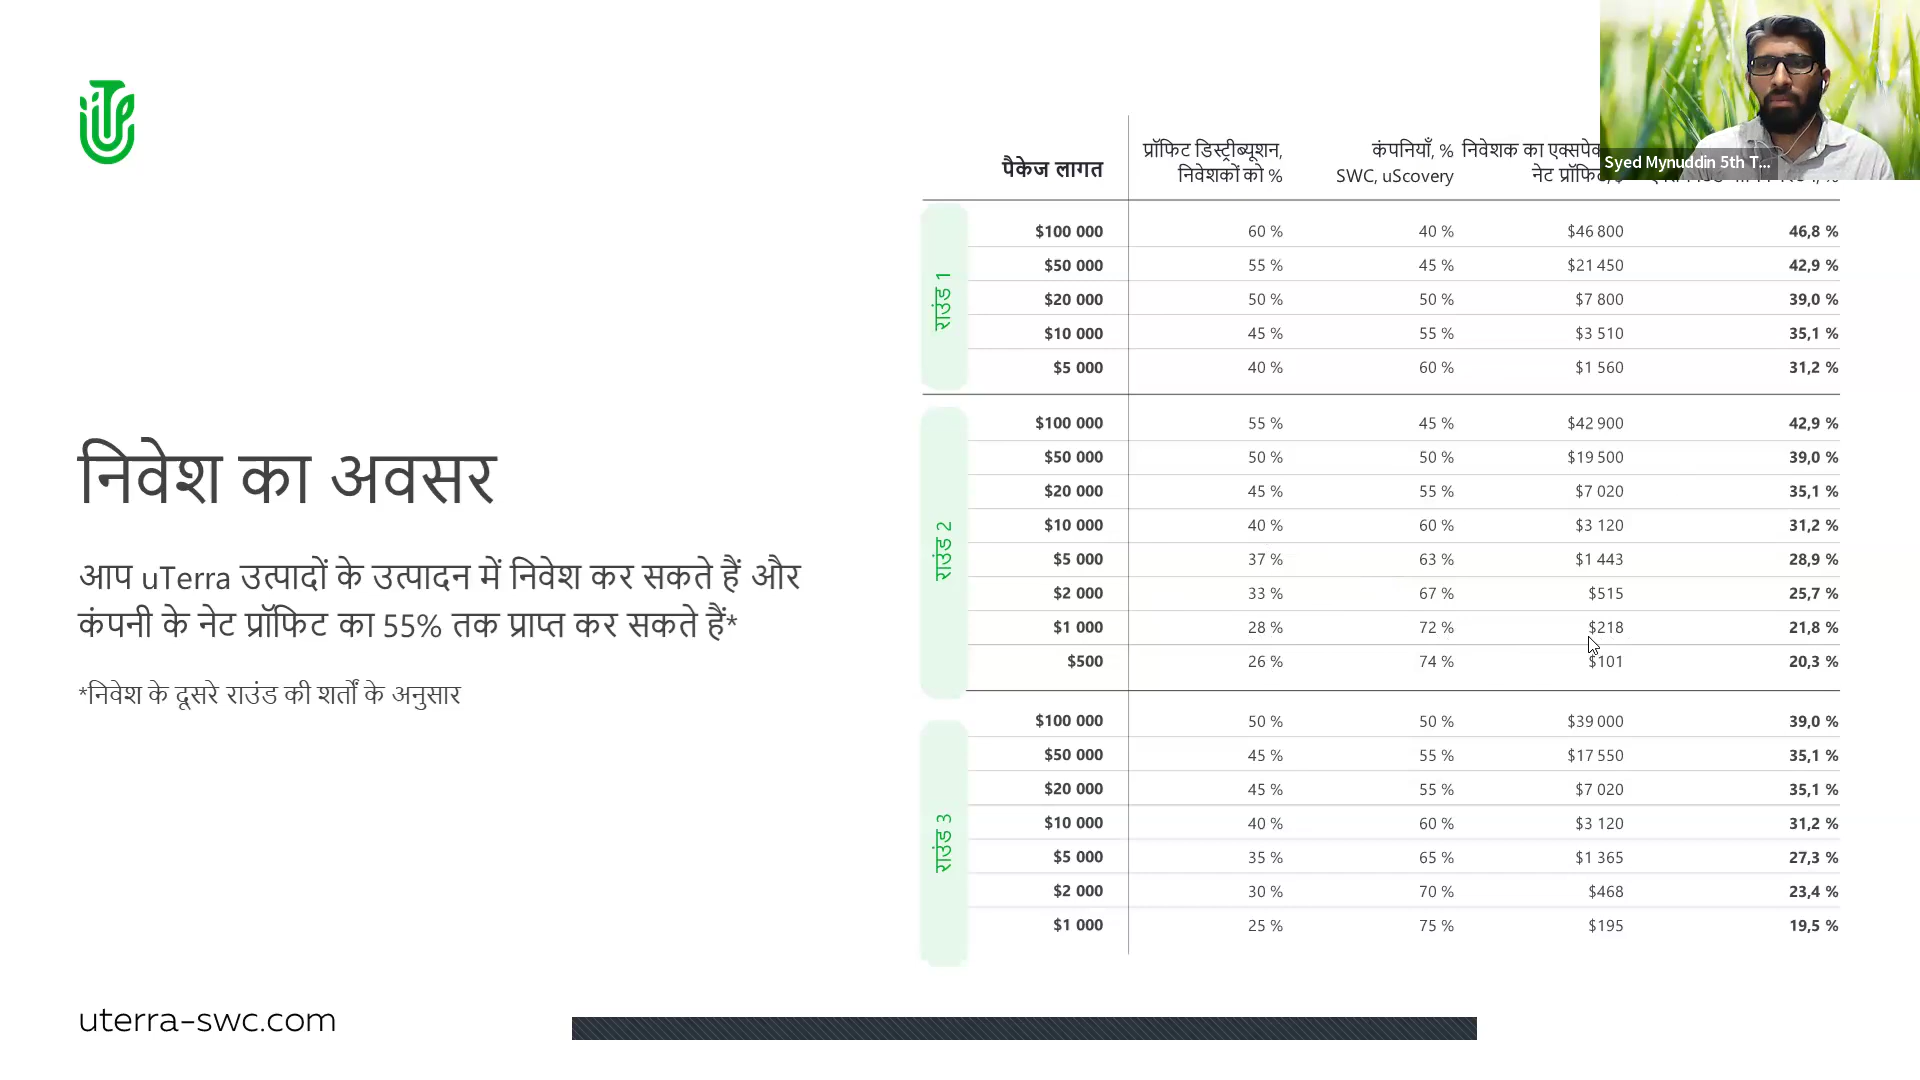 Syed Mynuddin 5th T...
पैकेज लागत
प्रॉफिट डिस्ट्रीब्यूशन,
निवेशकों को %
कंपनियाँ, %
SWC, uScovery
निवेशक का
नेट
राउंड 1
$100 000 60 % 40 % $46 800 46,8 %
$50 000 55 % 45 % $21 450 42,9 %
$20 000 50 % 50 % $7 800 39,0 %
$10 000 45 % 55 % $3 510 35,1 %
$5 000 40 % 60 % $1 560 31,2 %
राउंड 2
$100 000 55 % 45 % $42 900 42,9 %
$50 000 50 % 50 % $19 500 39,0 %
$20 000 45 % 55 % $7 020 35,1 %
$10 000 40 % 60 % $3 120 31,2 %
$5 000 37 % 63 % $1 443 28,9 %
$2 000 33 % 67 % $515 25,7 %
$1 000 28 % 72 % $218 21,8 %
$500 26 % 74 % $101 20,3 %
राउंड 3
$100 000 50 % 50 % $39 000 39,0 %
$50 000 45 % 55 % $17 550 35,1 %
$20 000 45 % 55 % $7 020 35,1 %
$10 000 40 % 60 % $3 120 31,2 %
$5 000 35 % 65 % $1 365 27,3 %
$2 000 30 % 70 % $468 23,4 %
$1 000 25 % 75 % $195 19,5 %
निवेश का अवसर
आप uTerra उत्पादों के उत्पादन में निवेश कर सकते हैं और
कंपनी के नेट प्रॉफिट का 55% तक प्राप्त कर सकते हैं*
*निवेश के दूसरे राउंड की शर्तों के अनुसार
uterra-swc.com